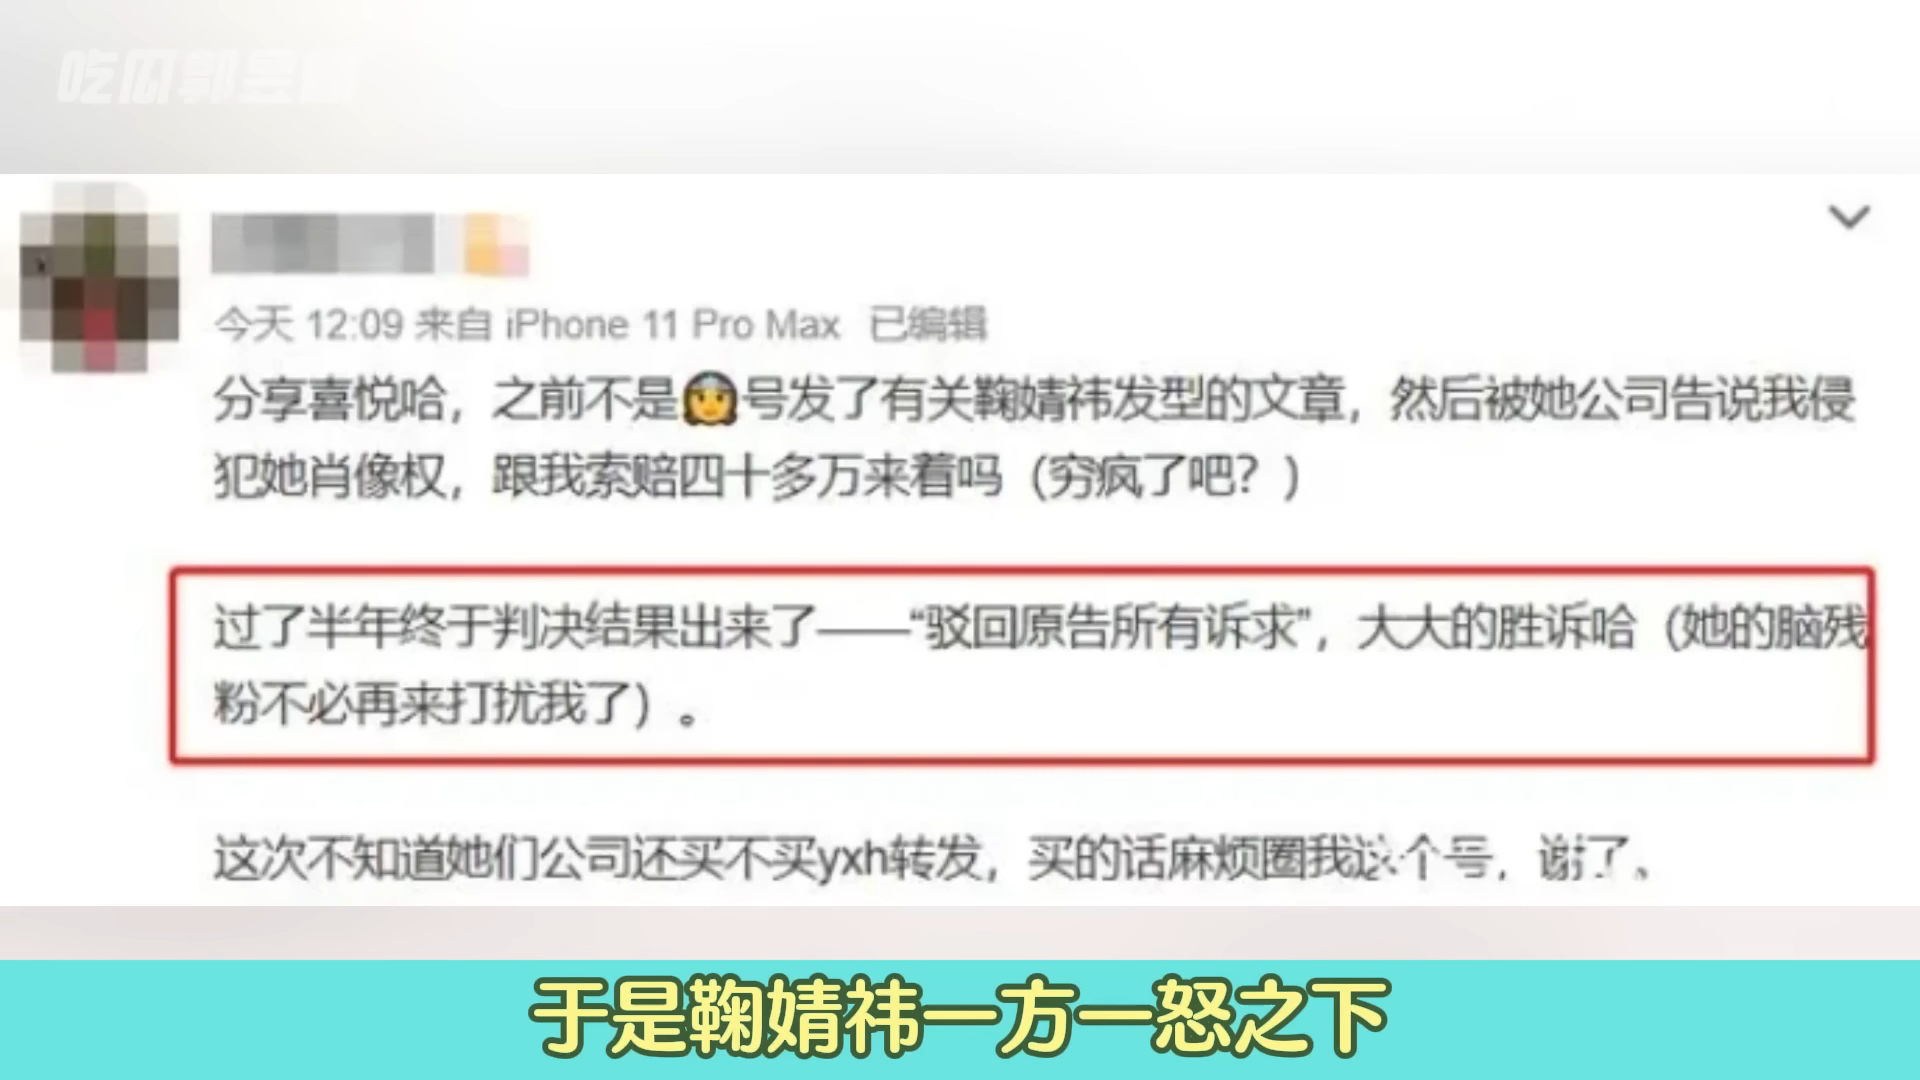 吃瓜郭昱
今天 12:09 来自 iPhone 11 Pro Max 已编辑
分享喜悦哈，之前不是👩号发了有关鞠婧祎发型的文章，然后被她公司告说我侵
犯她肖像权，跟我索赔四十多万来着吗（穷疯了吧？）
过了半年终于判决结果出来了——“驳回原告所有诉求”，大大的胜诉哈（她的脑残
粉不必再来打扰我了）。
这次不知道她们公司还买不买yxh转发，买的话麻烦圈我这个号，谢了。
于是鞠婧祎一方一怒之下